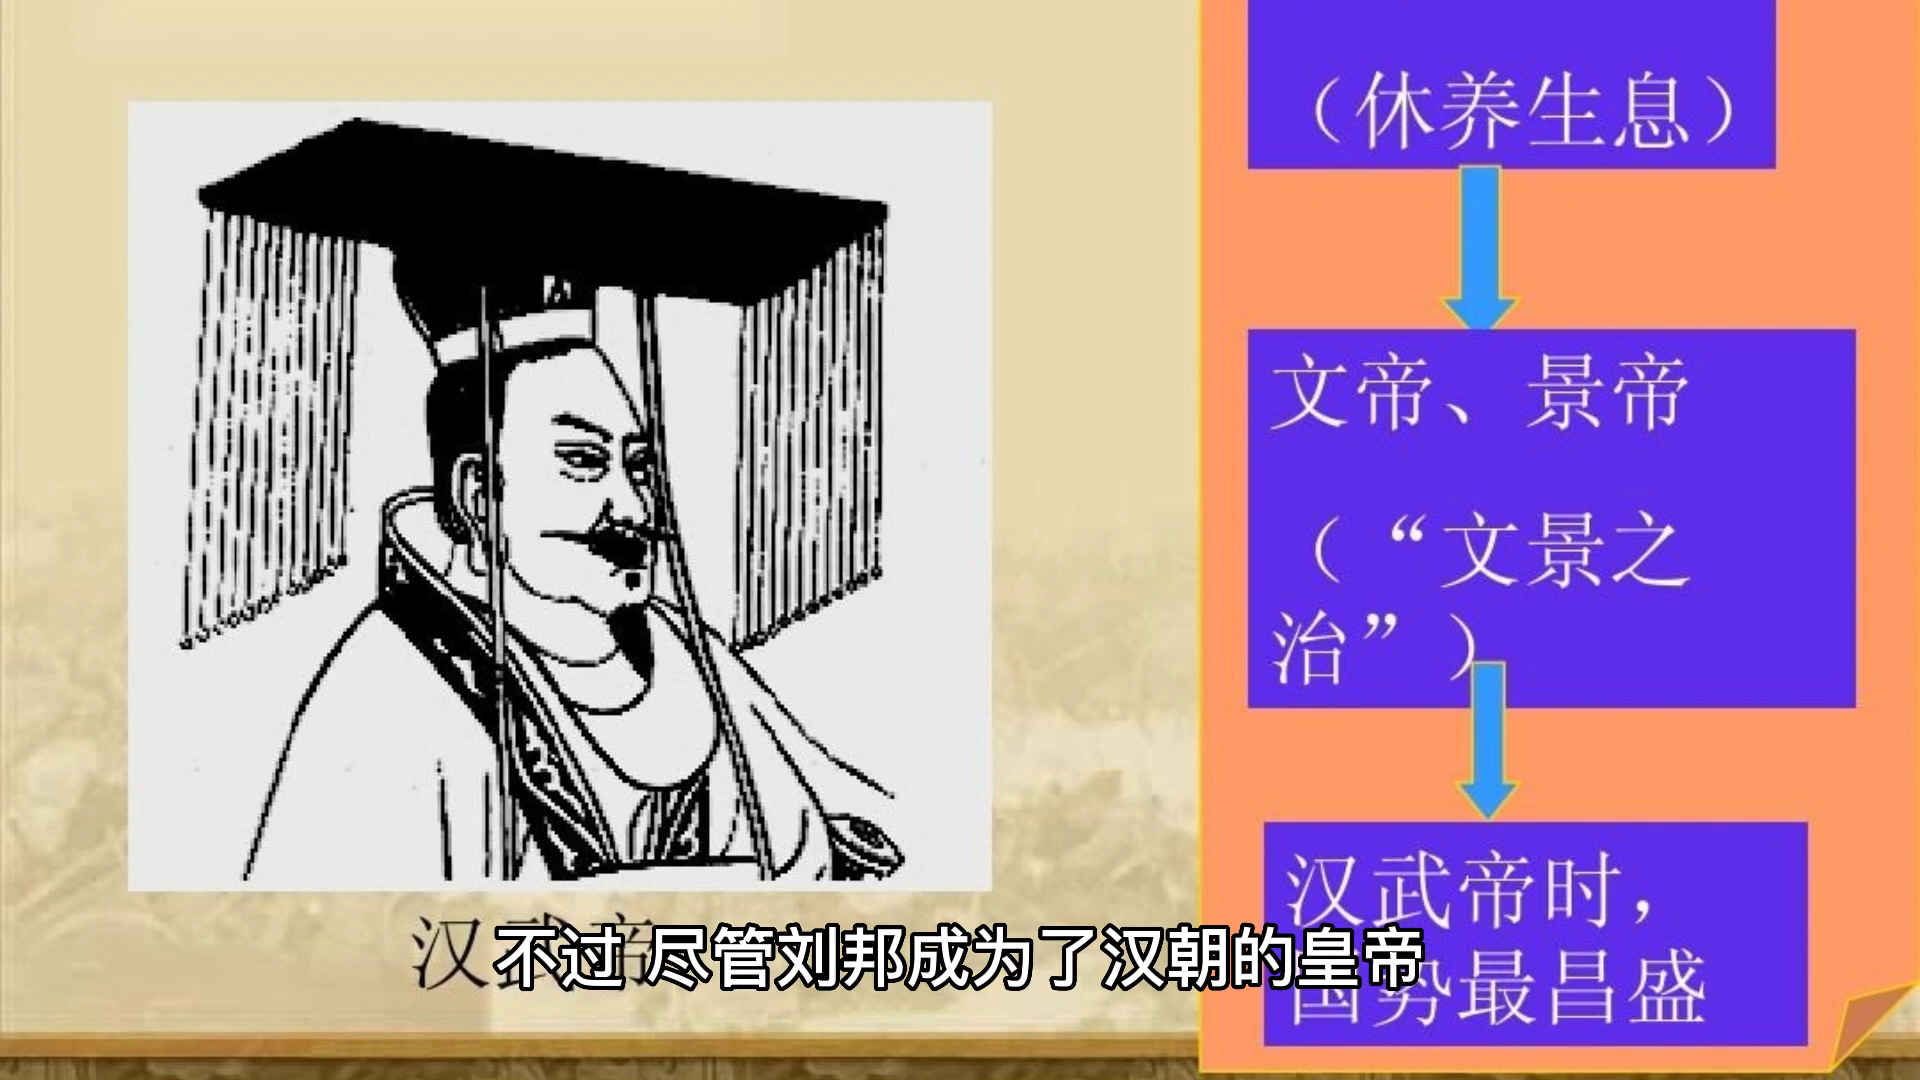 （休养生息）
文帝、景帝
（“文景之
治”）
汉武帝时，
国势最昌盛
汉武帝
不过 尽管刘邦成为了汉朝的皇帝